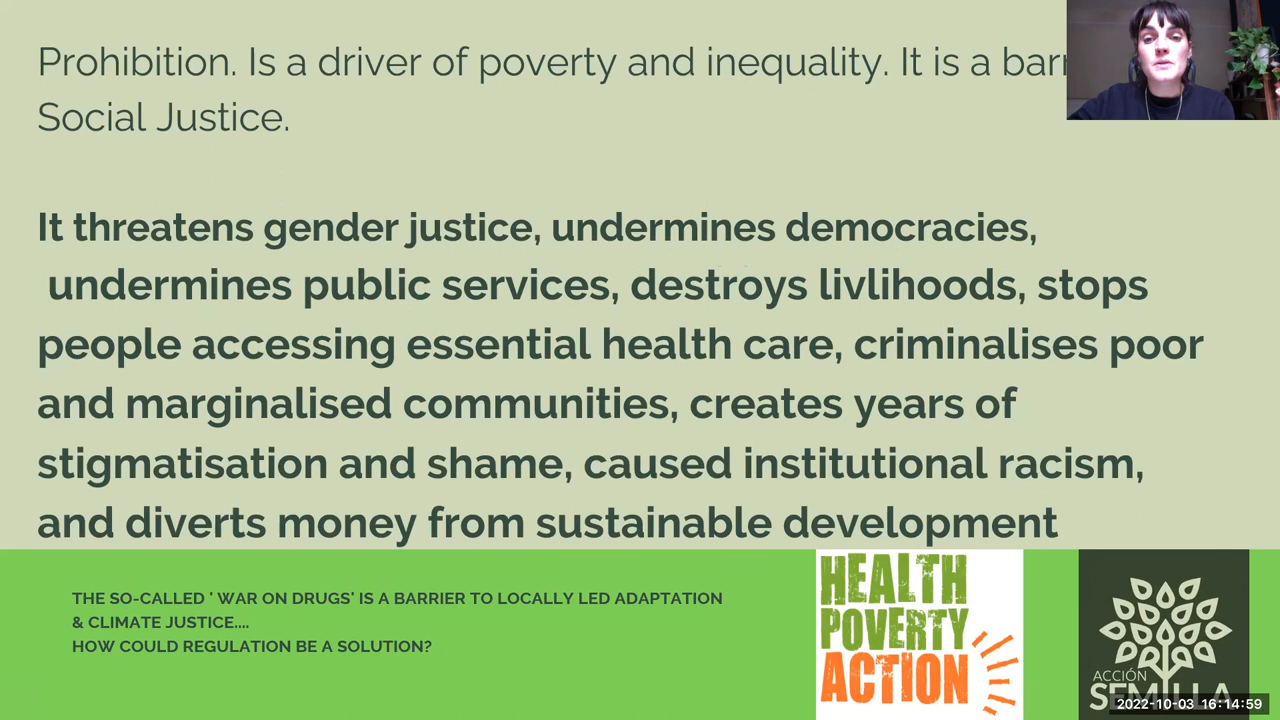 Prohibition. Is a driver of poverty and inequality. It is a
Social Justice.
It threatens gender justice, undermines democracies,
undermines public services, destroys livlihoods, stops
people accessing essential health care, criminalises poor
and marginalised communities, creates years of
stigmatisation and shame, caused institutional racism,
and diverts money from sustainable development
THE SO-CALLED ' WAR ON DRUGS' IS A BARRIER TO LOCALLY LED ADAPTATION
& CLIMATE JUSTICE....
HOW COULD REGULATION BE A SOLUTION?
HEALTH
POVERTY
ACTION
ACCIÓN
SEMILLA
2022-10-03 16:14:59